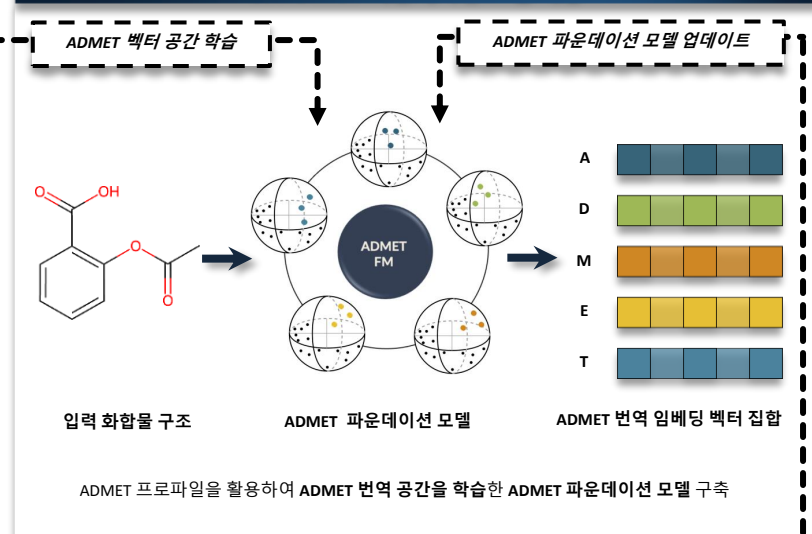 ADMET 벡터 공간 학습
ADMET 파운데이션 모델 업데이트
O
OH
O
O
ADMET
FM
A
D
M
E
T
입력 화합물 구조
ADMET 파운데이션 모델
ADMET 번역 임베딩 벡터 집합
ADMET 프로파일을 활용하여 ADMET 번역 공간을 학습한 ADMET 파운데이션 모델 구축